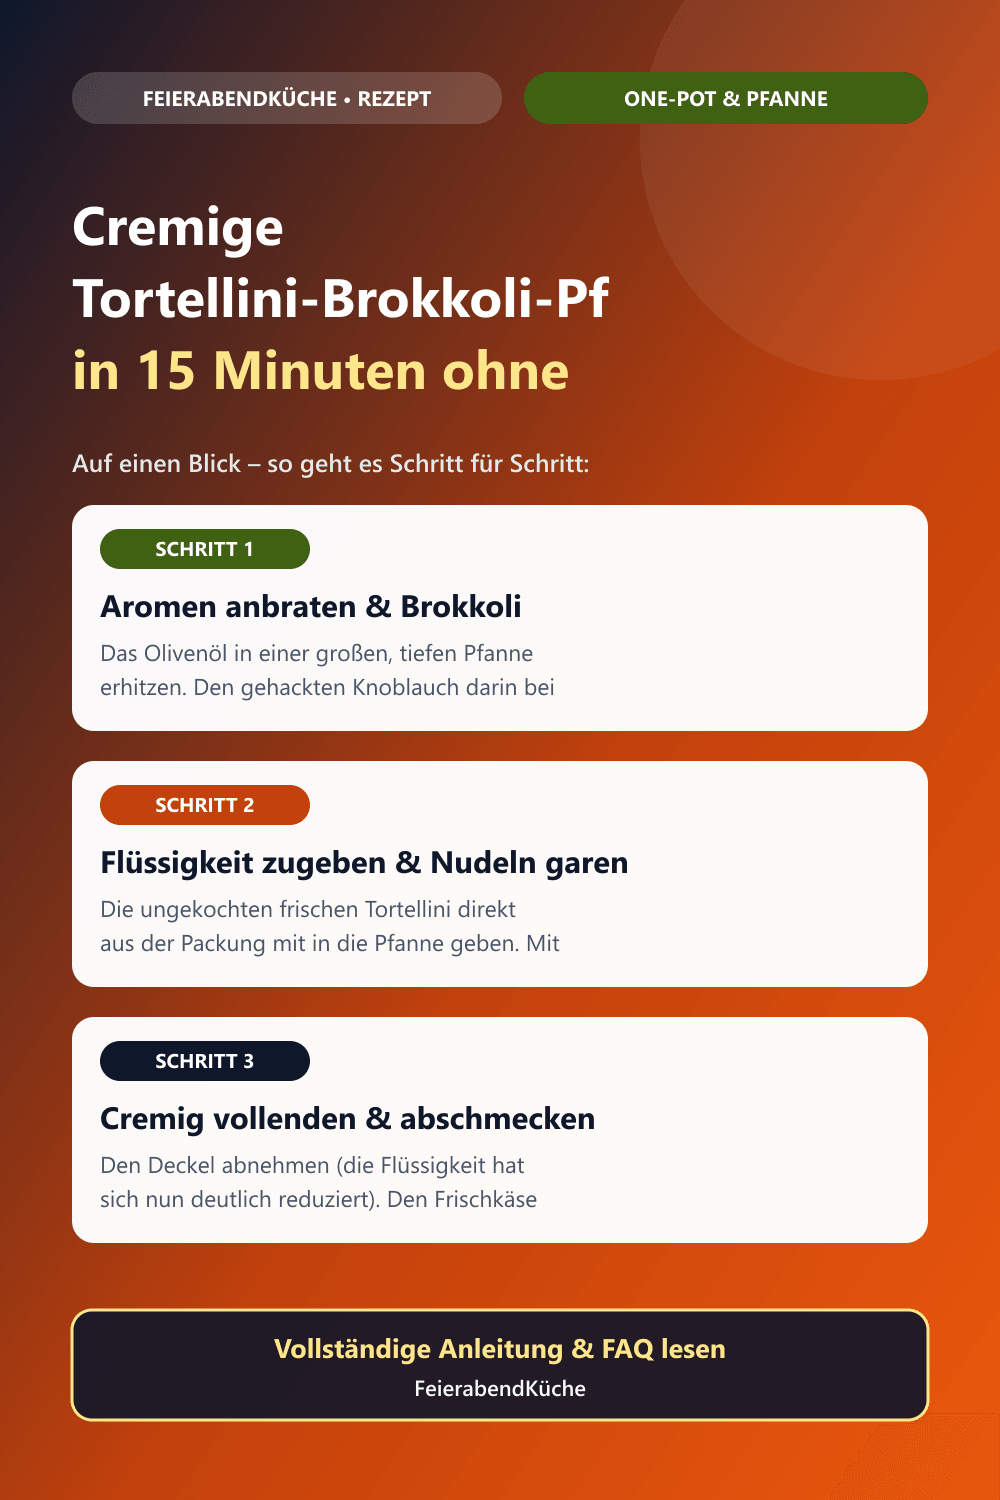 FEIERABENDKÜCHE • REZEPT
ONE-POT & PFANNE
Cremige
Tortellini-Brokkoli-Pf
in 15 Minuten ohne
Auf einen Blick – so geht es Schritt für Schritt:
SCHRITT 1
Aromen anbraten & Brokkoli
Das Olivenöl in einer großen, tiefen Pfanne
erhitzen. Den gehackten Knoblauch darin bei
SCHRITT 2
Flüssigkeit zugeben & Nudeln garen
Die ungekochten frischen Tortellini direkt
aus der Packung mit in die Pfanne geben. Mit
SCHRITT 3
Cremig vollenden & abschmecken
Den Deckel abnehmen (die Flüssigkeit hat
sich nun deutlich reduziert). Den Frischkäse
Vollständige Anleitung & FAQ lesen
FeierabendKüche